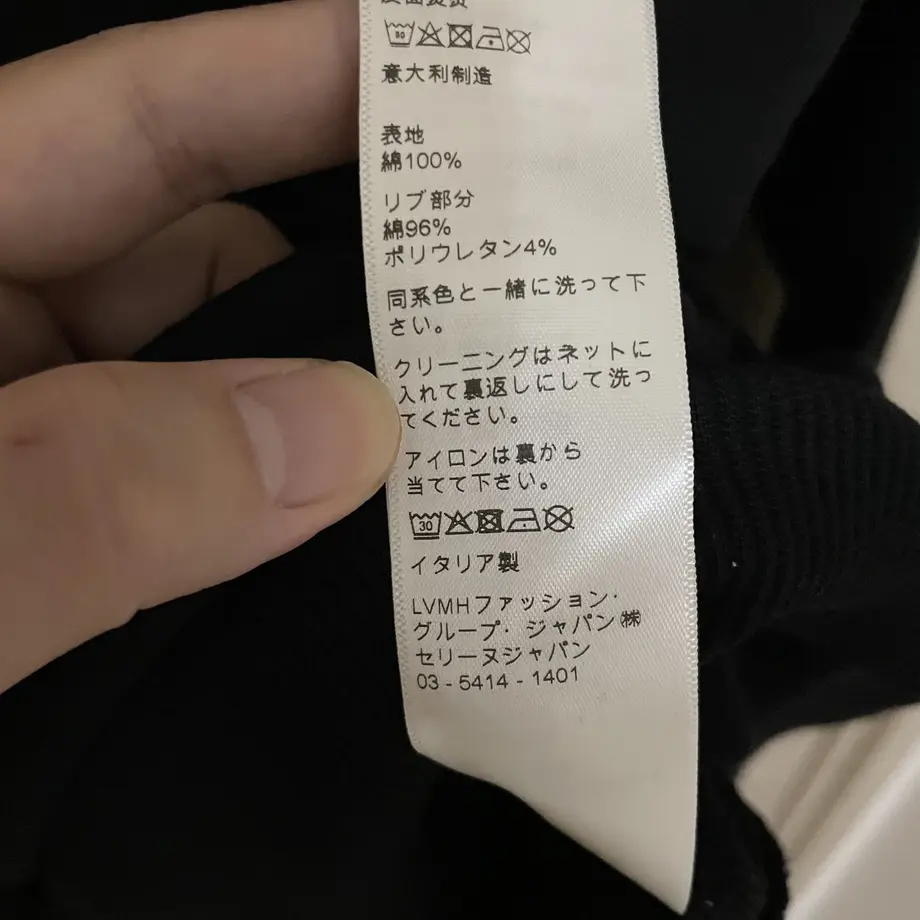 30
意大利制造
表地
綿100%
リブ部分
綿96%
ポリウレタン4%
同系色と一緒に洗って下
さい。
クリーニングはネットに
入れて裏返しにして洗っ
てください。
アイロンは裏から
当てて下さい。
30
イタリア製
LVMHファッション・
グループ・ジャパン㈱
セリーヌジャパン
03 - 5414 - 1401